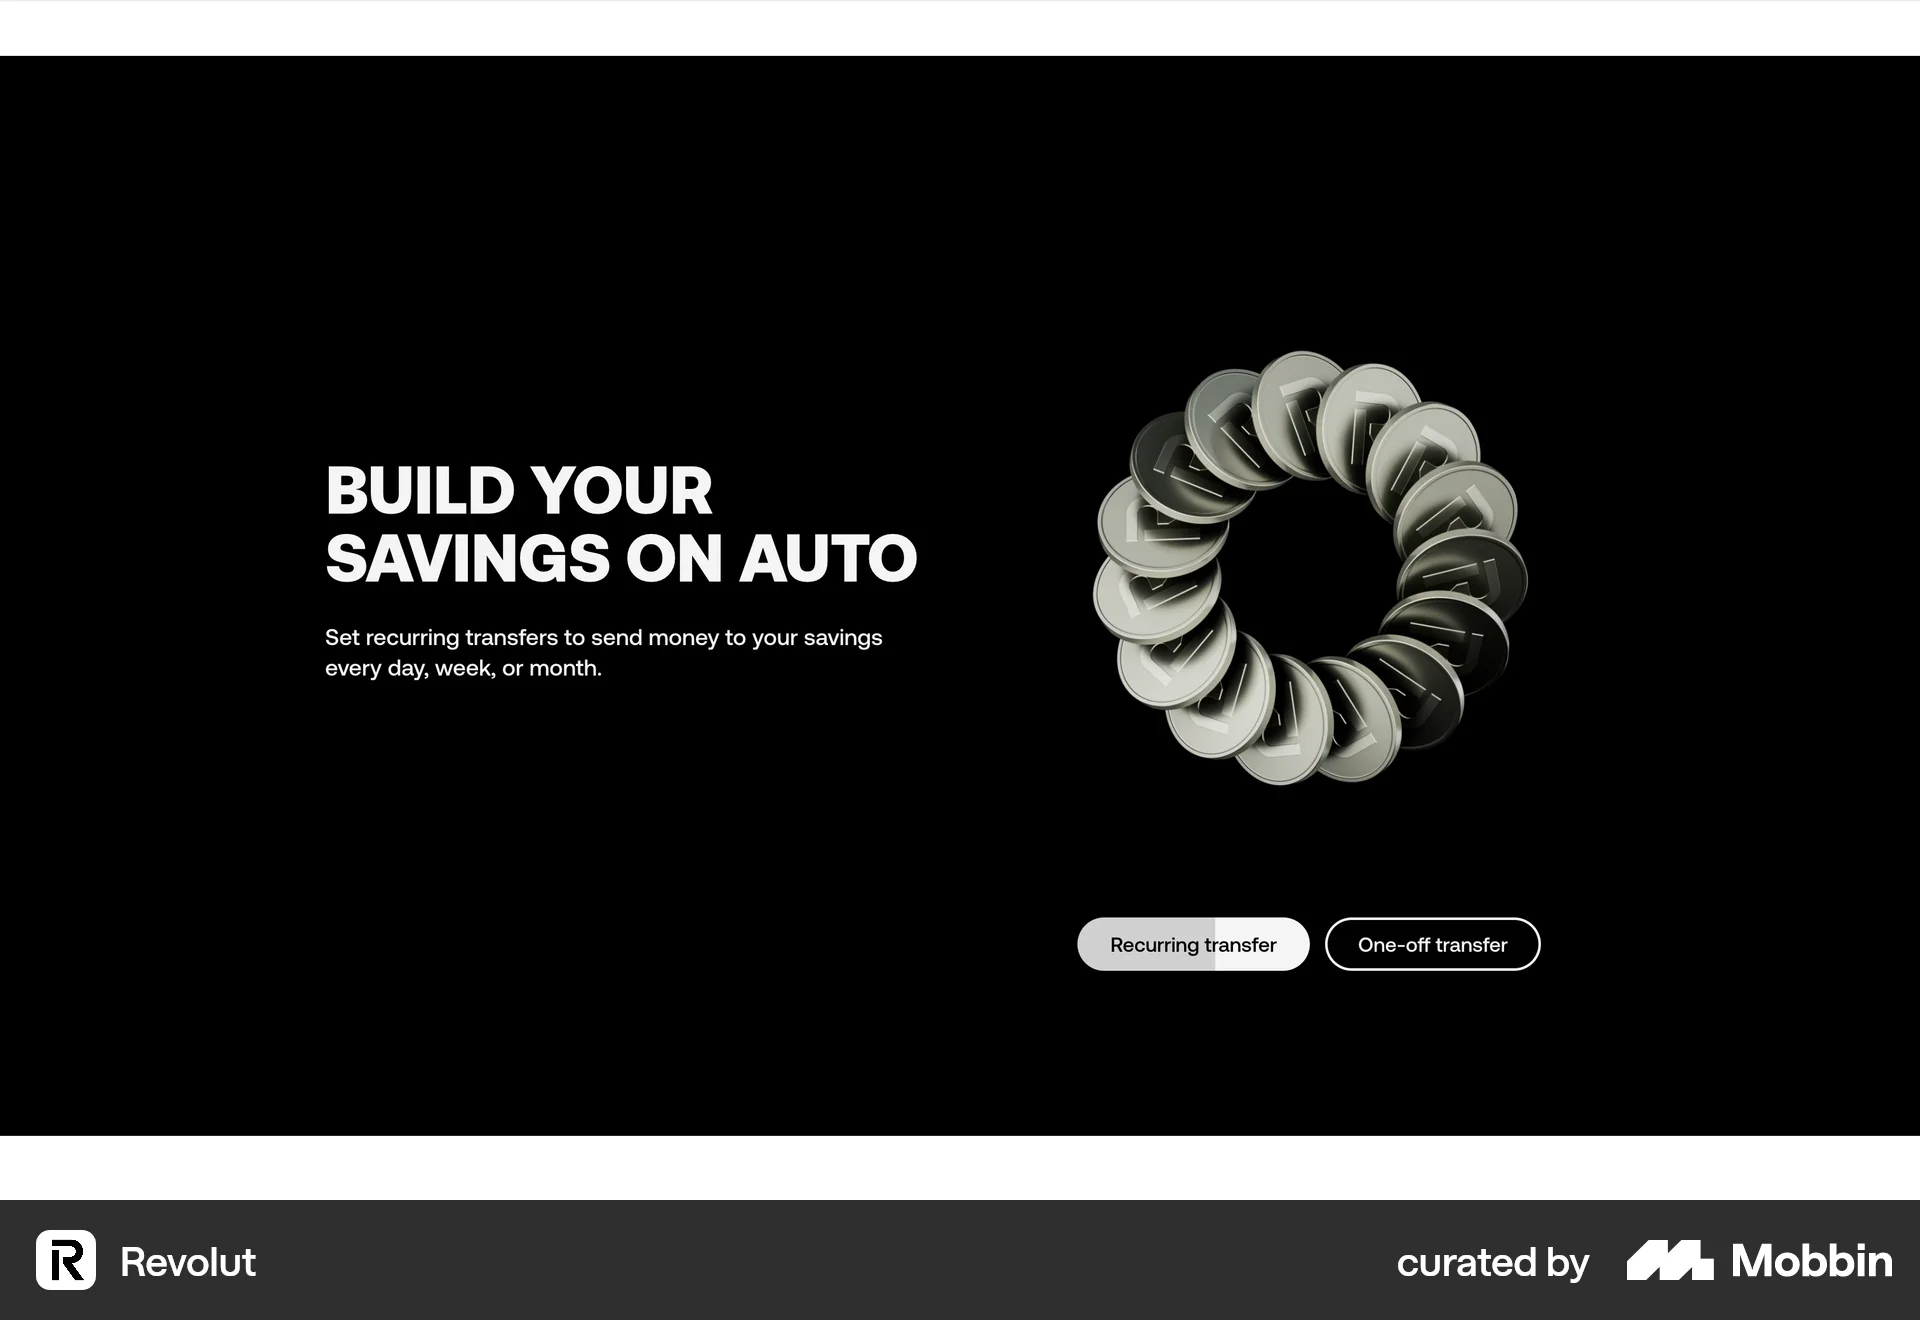 BUILD YOUR
SAVINGS ON AUTO
Set recurring transfers to send money to your savings
every day, week, or month.
Recurring transfer
One-off transfer
Revolut
curated by Mobbin